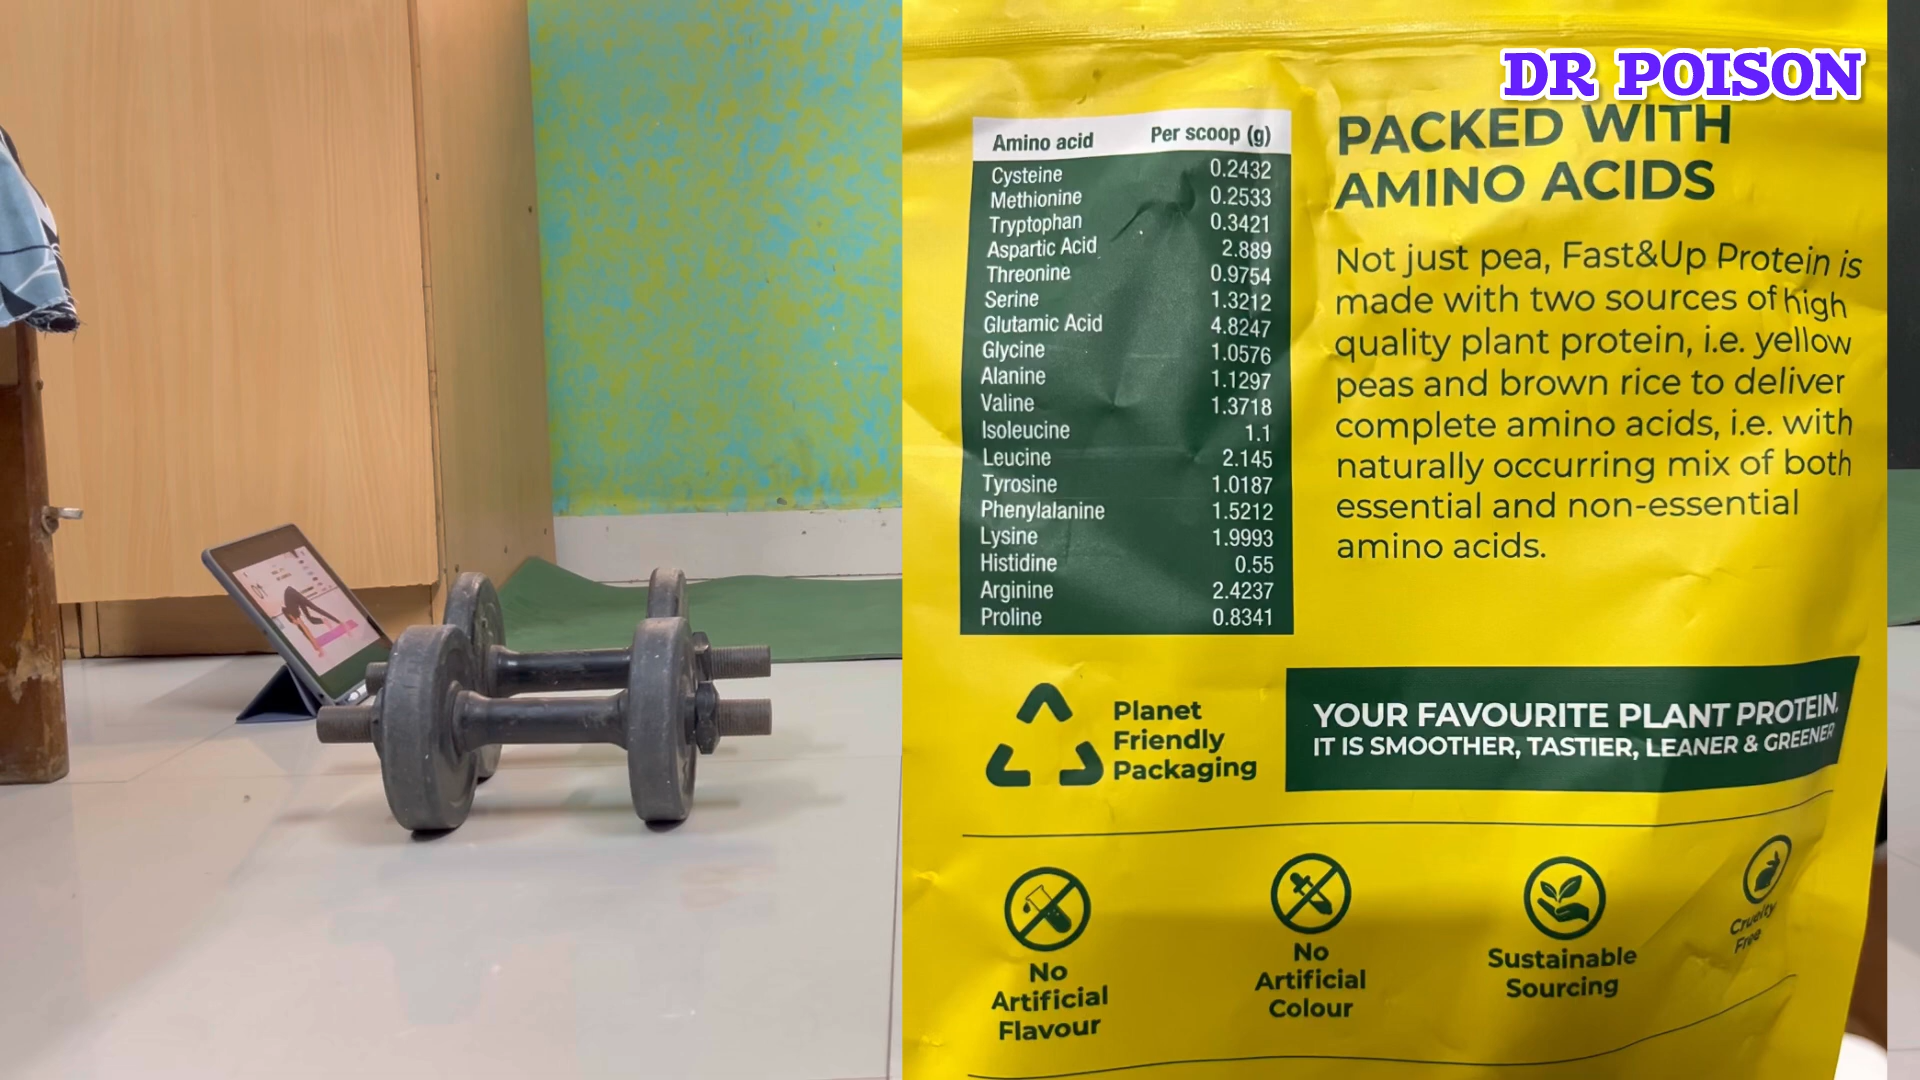 DR POISON
Amino acid Per scoop (g)
Cysteine 0.2432
Methionine 0.2533
Tryptophan 0.3421
Aspartic Acid 2.889
Threonine 0.9754
Serine 1.3212
Glutamic Acid 4.8247
Glycine 1.0576
Alanine 1.1297
Valine 1.3718
Isoleucine 1.1
Leucine 2.145
Tyrosine 1.0187
Phenylalanine 1.5212
Lysine 1.9993
Histidine 0.55
Arginine 2.4237
Proline 0.8341
PACKED WITH
AMINO ACIDS
Not just pea, Fast&Up Protein is
made with two sources of high
quality plant protein, i.e. yellow
peas and brown rice to deliver
complete amino acids, i.e. with
naturally occurring mix of both
essential and non-essential
amino acids.
Planet
Friendly
Packaging
YOUR FAVOURITE PLANT PROTEIN.
IT IS SMOOTHER, TASTIER, LEANER & GREENER
No
Artificial
Flavour
No
Artificial
Colour
Sustainable
Sourcing
Cruelty
Free